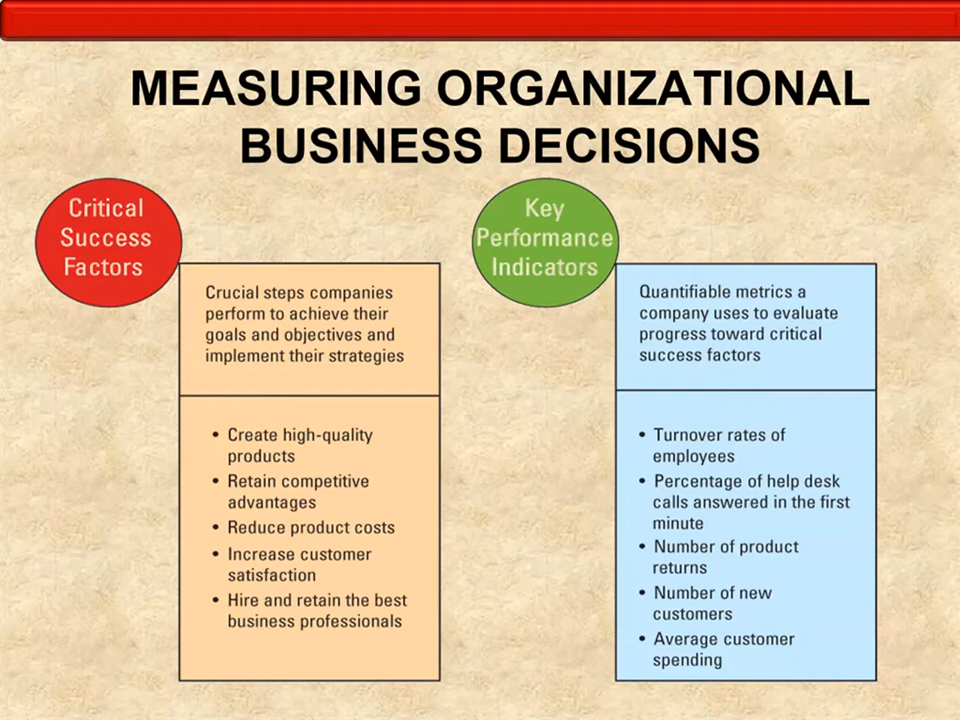 MEASURING ORGANIZATIONAL
BUSINESS DECISIONS
Critical
Success
Factors
Crucial steps companies
perform to achieve their
goals and objectives and
implement their strategies
• Create high-quality
products
• Retain competitive
advantages
• Reduce product costs
• Increase customer
satisfaction
• Hire and retain the best
business professionals
Key
Performance
Indicators
Quantifiable metrics a
company uses to evaluate
progress toward critical
success factors
• Turnover rates of
employees
• Percentage of help desk
calls answered in the first
minute
• Number of product
returns
• Number of new
customers
• Average customer
spending